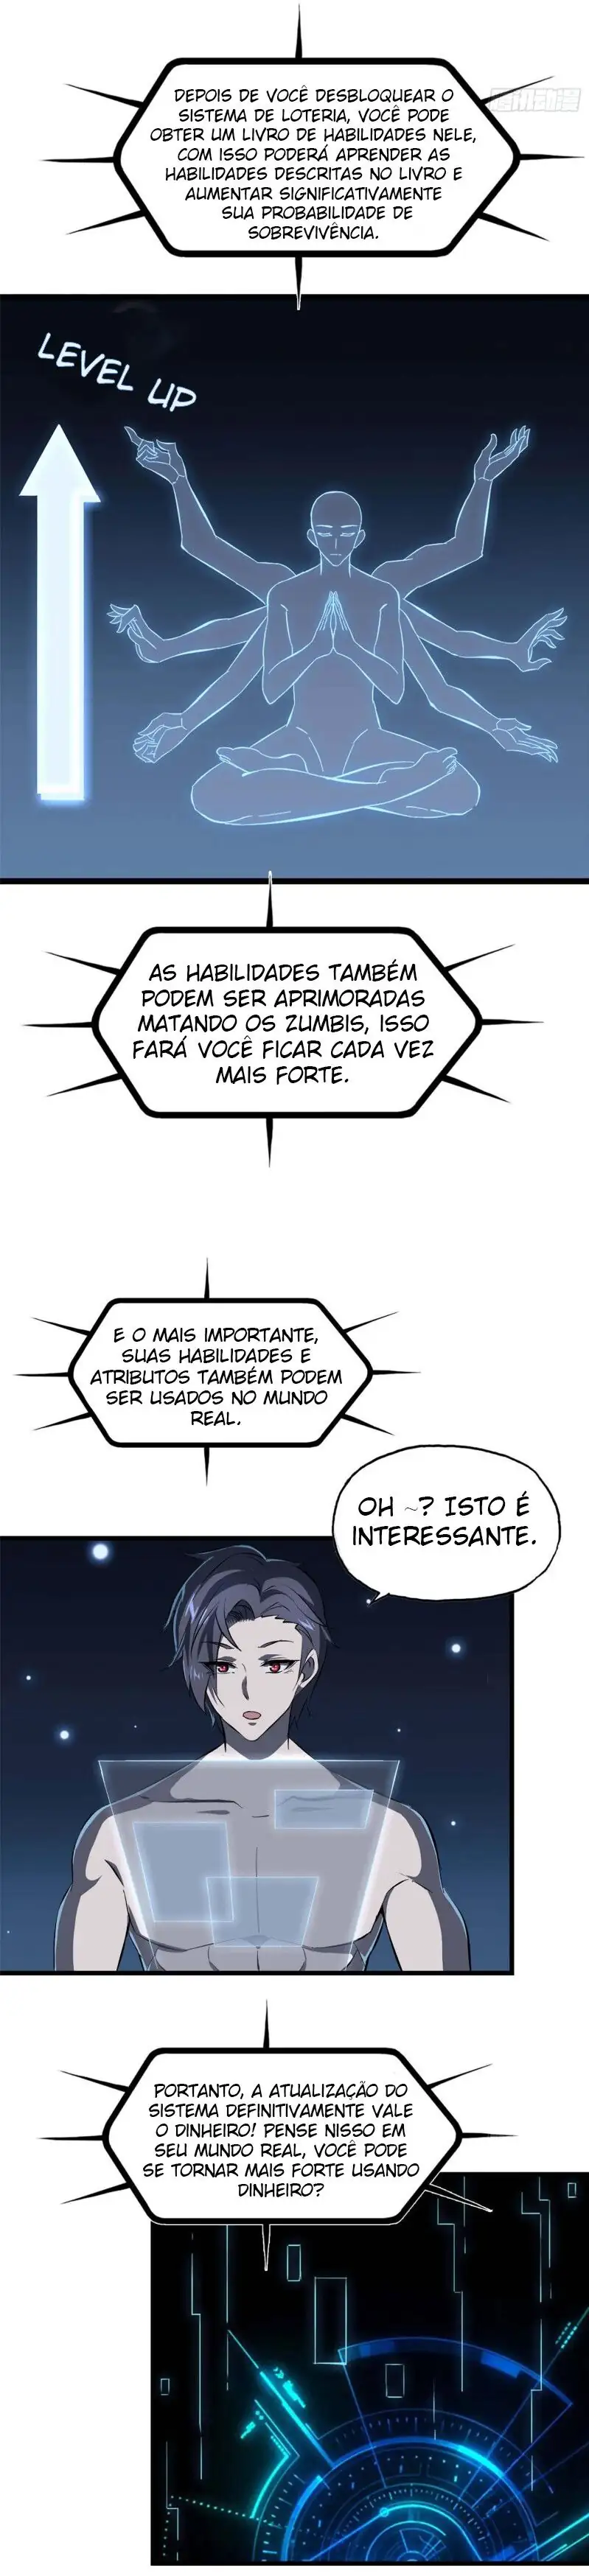 腾讯动漫
DEPOIS DE VOCÊ DESBLOQUEAR O
SISTEMA DE LOTERIA, VOCÊ PODE
OBTER UM LIVRO DE HABILIDADES NELE,
COM ISSO PODERÁ APRENDER AS
HABILIDADES DESCRITAS NO LIVRO E
AUMENTAR SIGNIFICATIVAMENTE
SUA PROBABILIDADE DE
SOBREVIVÊNCIA.
LEVEL UP
AS HABILIDADES TAMBÉM
PODEM SER APRIMORADAS
MATANDO OS ZUMBIS, ISSO
FARÁ VOCÊ FICAR CADA VEZ
MAIS FORTE.
E O MAIS IMPORTANTE,
SUAS HABILIDADES E
ATRIBUTOS TAMBÉM PODEM
SER USADOS NO MUNDO
REAL.
OH ~? ISTO É
INTERESSANTE.
PORTANTO, A ATUALIZAÇÃO DO
SISTEMA DEFINITIVAMENTE VALE
O DINHEIRO! PENSE NISSO EM
SEU MUNDO REAL, VOCÊ PODE
SE TORNAR MAIS FORTE USANDO
DINHEIRO?